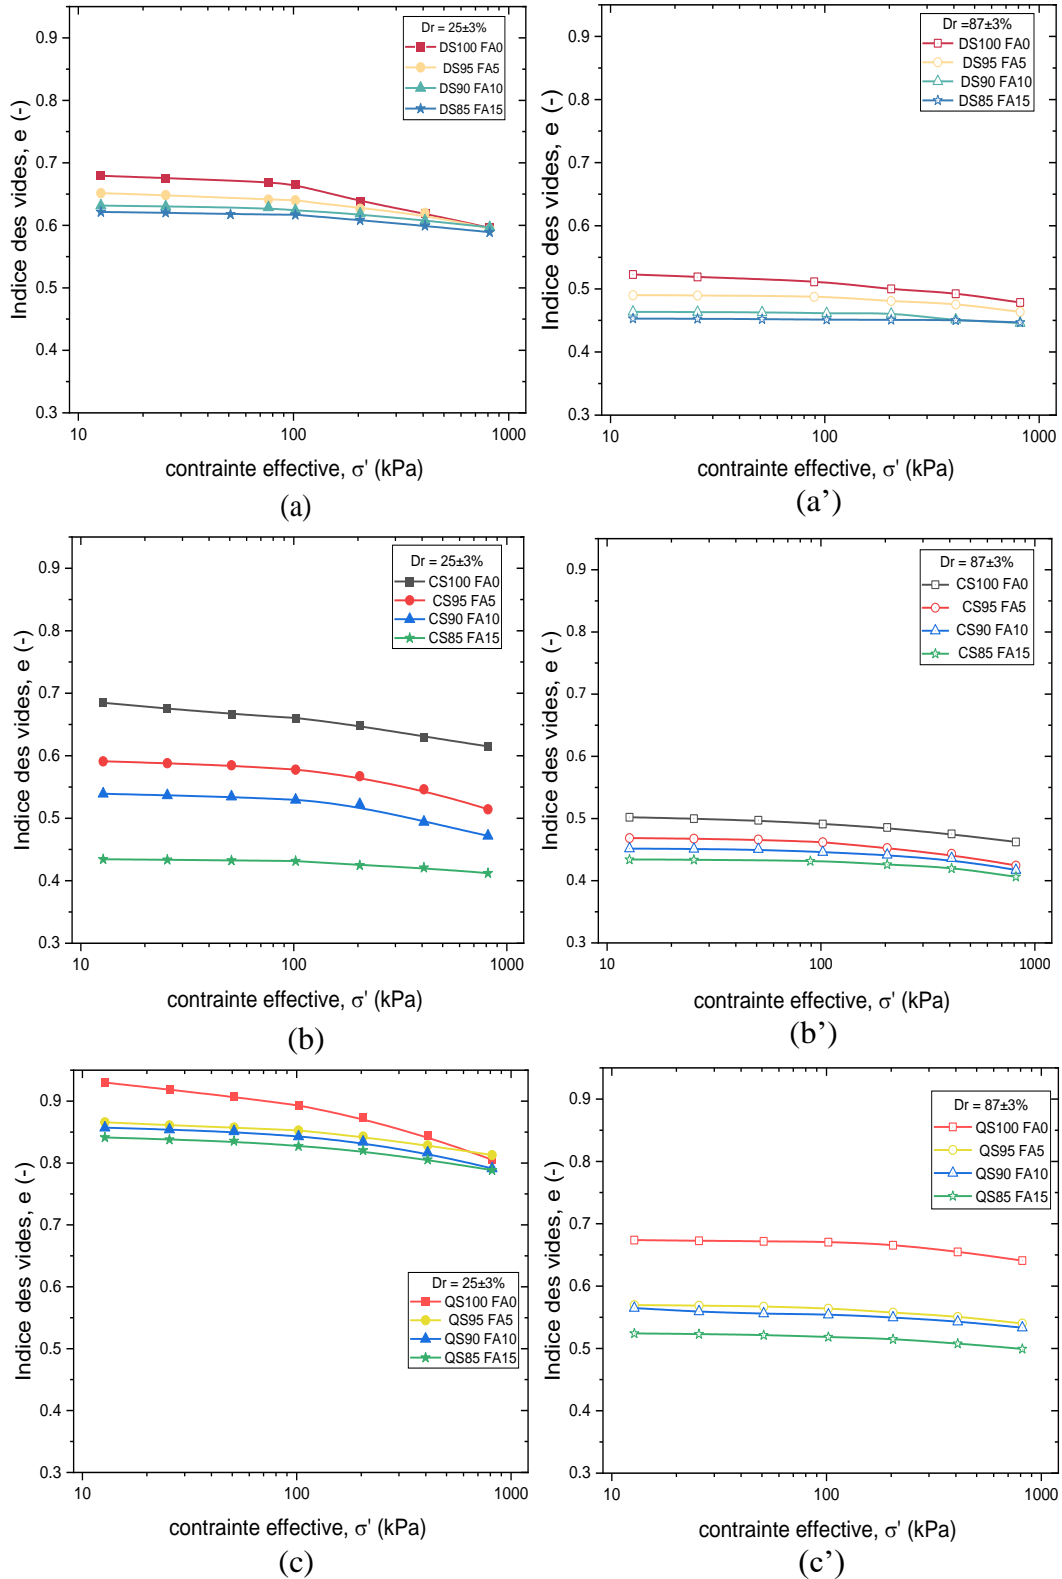 Dr = 25±3%
DS100 FA0
DS95 FA5
DS90 FA10
DS85 FA15
0.9
0.8
0.7
0.6
0.5
0.4
0.3
Indice des vides, e (-)
10
100
1000
contrainte effective, σ' (kPa)
(a)
Dr =87±3%
DS100 FA0
DS95 FA5
DS90 FA10
DS85 FA15
0.9
0.8
0.7
0.6
0.5
0.4
0.3
Indice des vides, e (-)
10
100
1000
contrainte effective, σ' (kPa)
(a’)
Dr = 25±3%
CS100 FA0
CS95 FA5
CS90 FA10
CS85 FA15
0.9
0.8
0.7
0.6
0.5
0.4
0.3
Indice des vides, e (-)
10
100
1000
contrainte effective, σ' (kPa)
(b)
Dr = 87±3%
CS100 FA0
CS95 FA5
CS90 FA10
CS85 FA15
0.9
0.8
0.7
0.6
0.5
0.4
0.3
Indice des vides, e (-)
10
100
1000
contrainte effective, σ' (kPa)
(b’)
0.9
0.8
0.7
0.6
0.5
0.4
0.3
Indice des vides, e (-)
Dr = 25±3%
QS100 FA0
QS95 FA5
QS90 FA10
QS85 FA15
10
100
1000
contrainte effective, σ' (kPa)
(c)
Dr = 87±3%
QS100 FA0
QS95 FA5
QS90 FA10
QS85 FA15
0.9
0.8
0.7
0.6
0.5
0.4
0.3
Indice des vides, e (-)
10
100
1000
contrainte effective, σ' (kPa)
(c’)